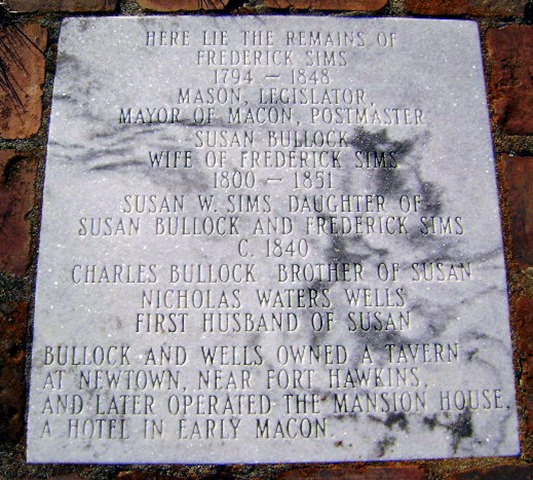 HERE LIE THE REMAINS OF
FREDERICK SIMS
1794 – 1848
MASON, LEGISLATOR,
MAYOR OF MACON, POSTMASTER
SUSAN BULLOCK
WIFE OF FREDERICK SIMS
1800 – 1851
SUSAN W. SIMS DAUGHTER OF
SUSAN BULLOCK AND FREDERICK SIMS
C. 1840
CHARLES BULLOCK BROTHER OF SUSAN
NICHOLAS WATERS WELLS
FIRST HUSBAND OF SUSAN
BULLOCK AND WELLS OWNED A TAVERN
AT NEWTOWN, NEAR FORT HAWKINS,
AND LATER OPERATED THE MANSION HOUSE,
A HOTEL IN EARLY MACON.